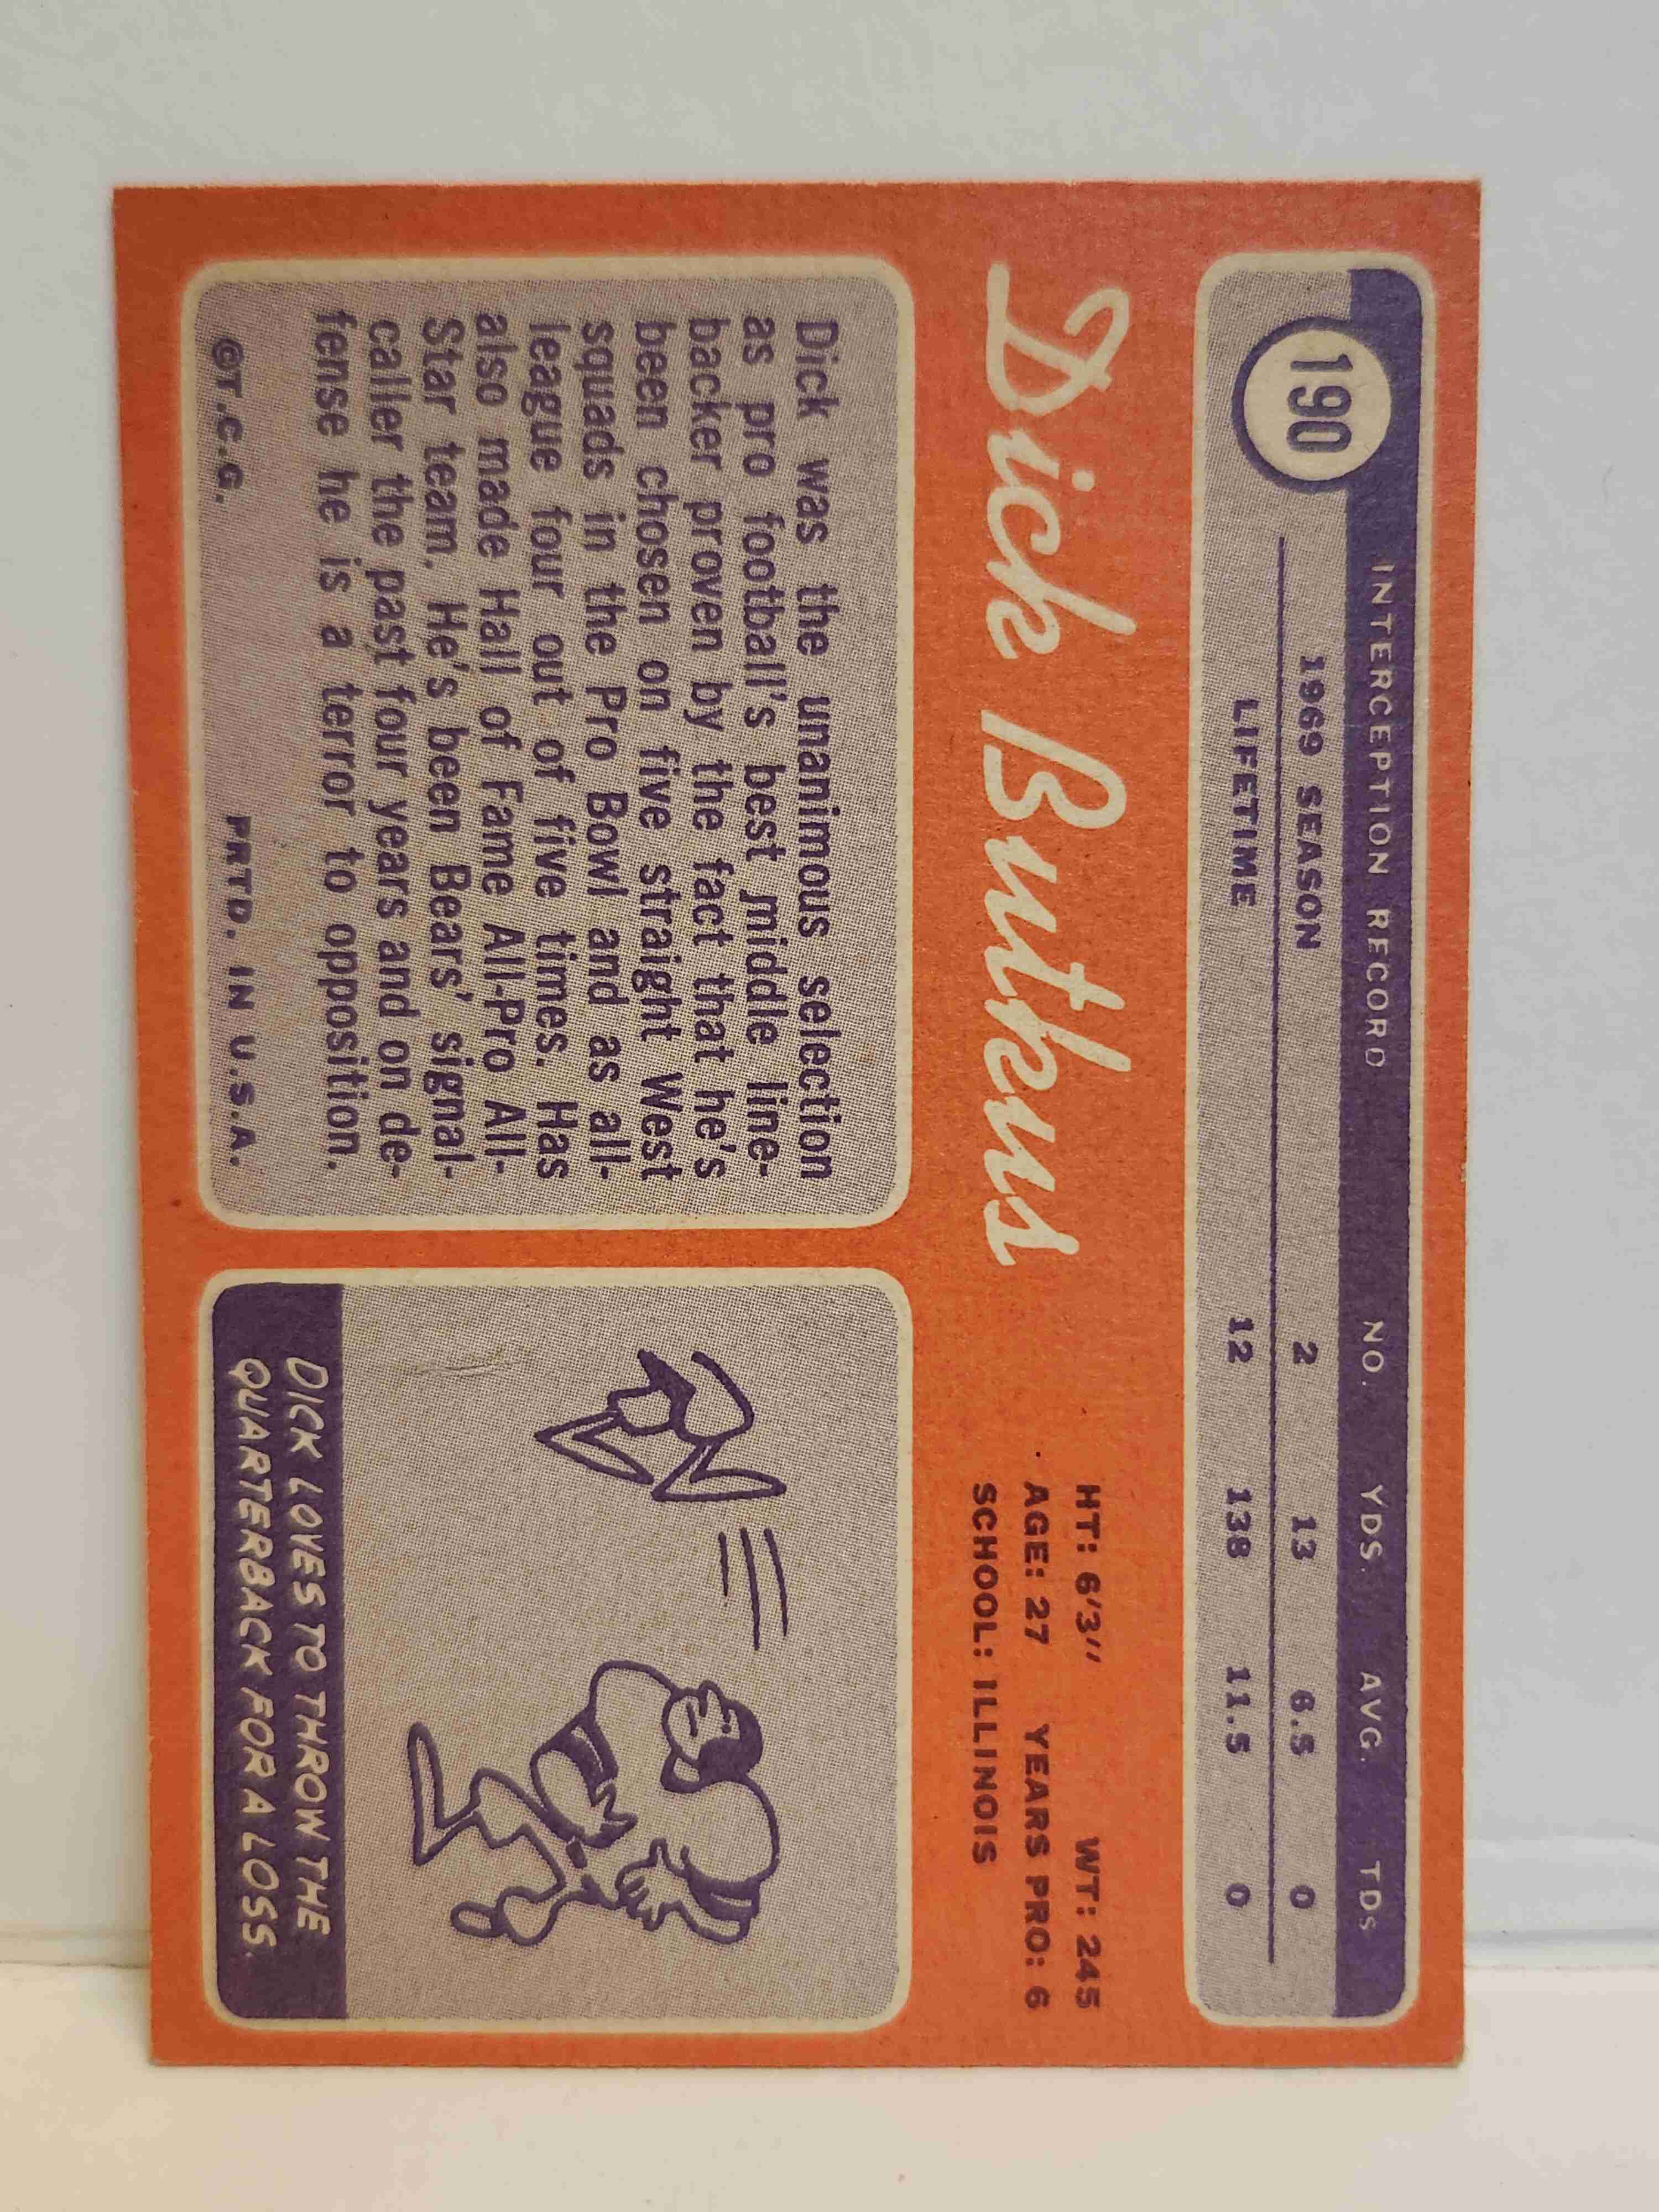 190
INTERCEPTION RECORD NO. YDS. AVG. TDs
1969 SEASON 2 13 6.5 0
LIFETIME 12 138 11.5 0
Dick Butkus
HT: 6'3" WT: 245
AGE: 27 YEARS PRO: 6
SCHOOL: ILLINOIS
Dick was the unanimous selection
as pro football's best middle line-
backer proven by the fact that he's
been chosen on five straight West
squads in the Pro Bowl and as all-
league four out of five times. Has
also made Hall of Fame All-Pro All-
Star team. He's been Bears' signal-
caller the past four years and on de-
fense he is a terror to opposition.
©T.C.G. PRTD. IN U.S.A.
DICK LOVES TO THROW THE
QUARTERBACK FOR A LOSS.